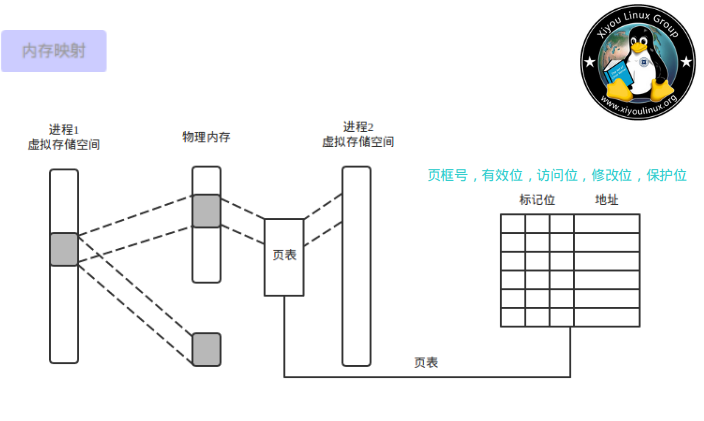 内存映射
Xiyou Linux Group
www.xiyoulinux.org
进程1
虚拟存储空间
物理内存
进程2
虚拟存储空间
页框号，有效位，访问位，修改位，保护位
标记位
地址
页表
页表